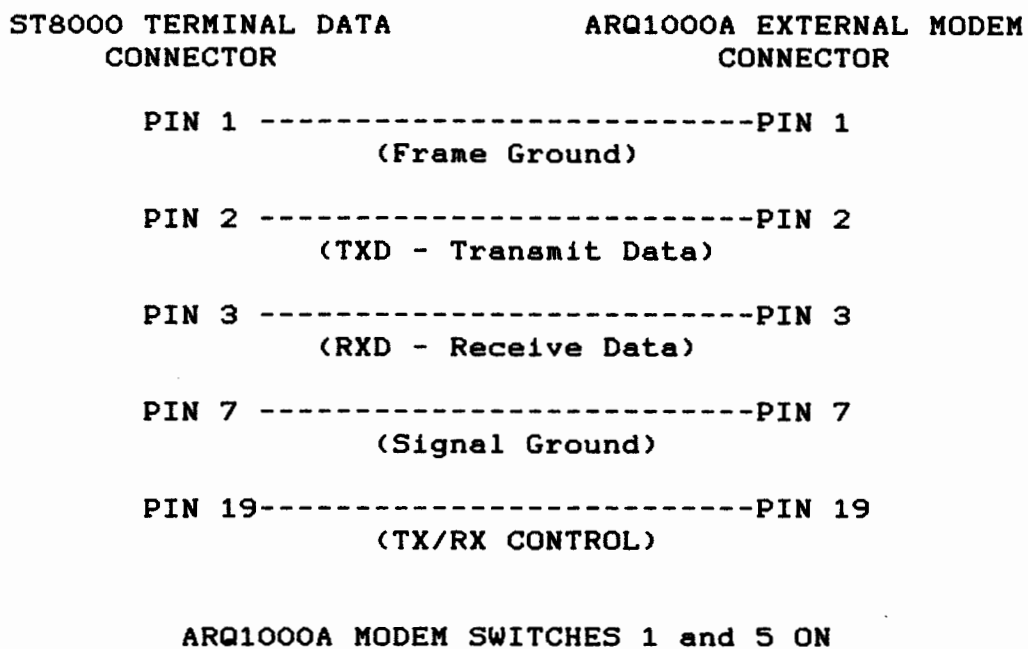 ST8000 TERMINAL DATA ARQ1000A EXTERNAL MODEM
CONNECTOR CONNECTOR
PIN 1 --------------------------PIN 1
(Frame Ground)
PIN 2 --------------------------PIN 2
(TXD - Transmit Data)
PIN 3 --------------------------PIN 3
(RXD - Receive Data)
PIN 7 --------------------------PIN 7
(Signal Ground)
PIN 19--------------------------PIN 19
(TX/RX CONTROL)
ARQ1000A MODEM SWITCHES 1 and 5 ON